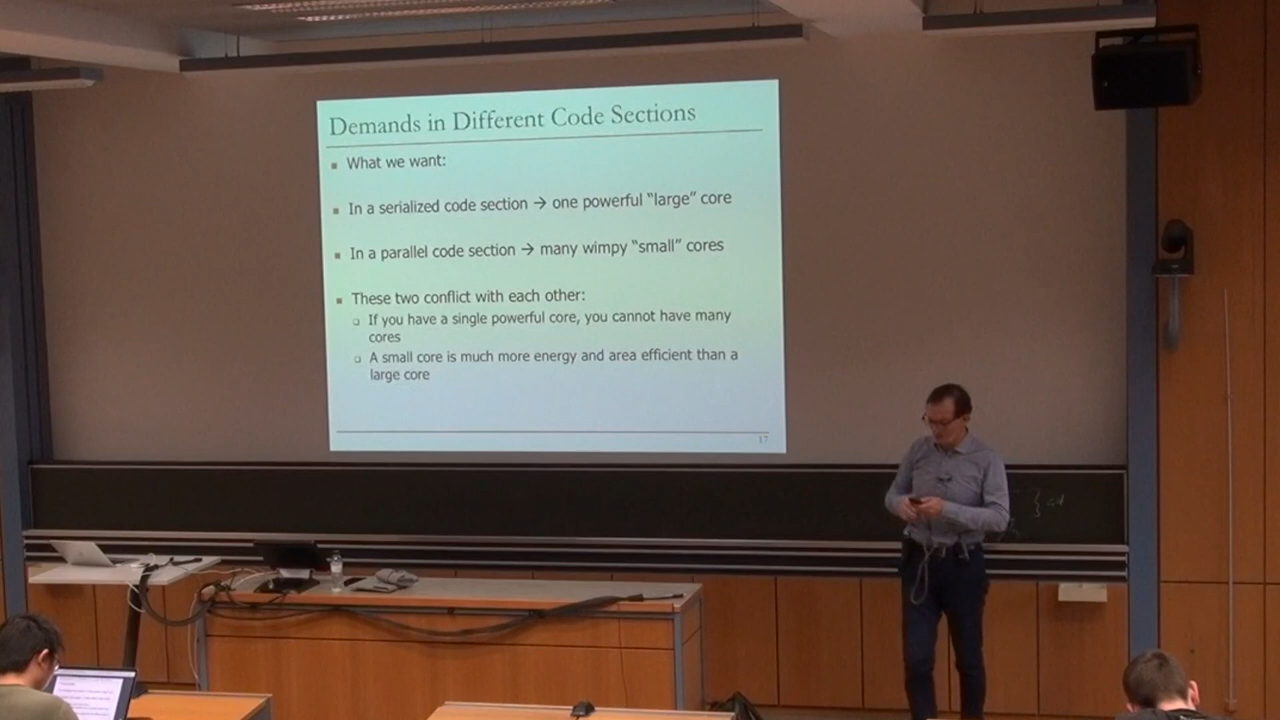 Demands in Different Code Sections
What we want:
In a serialized code section → one powerful “large” core
In a parallel code section → many wimpy “small” cores
These two conflict with each other:
If you have a single powerful core, you cannot have many
cores
A small core is much more energy and area efficient than a
large core
17